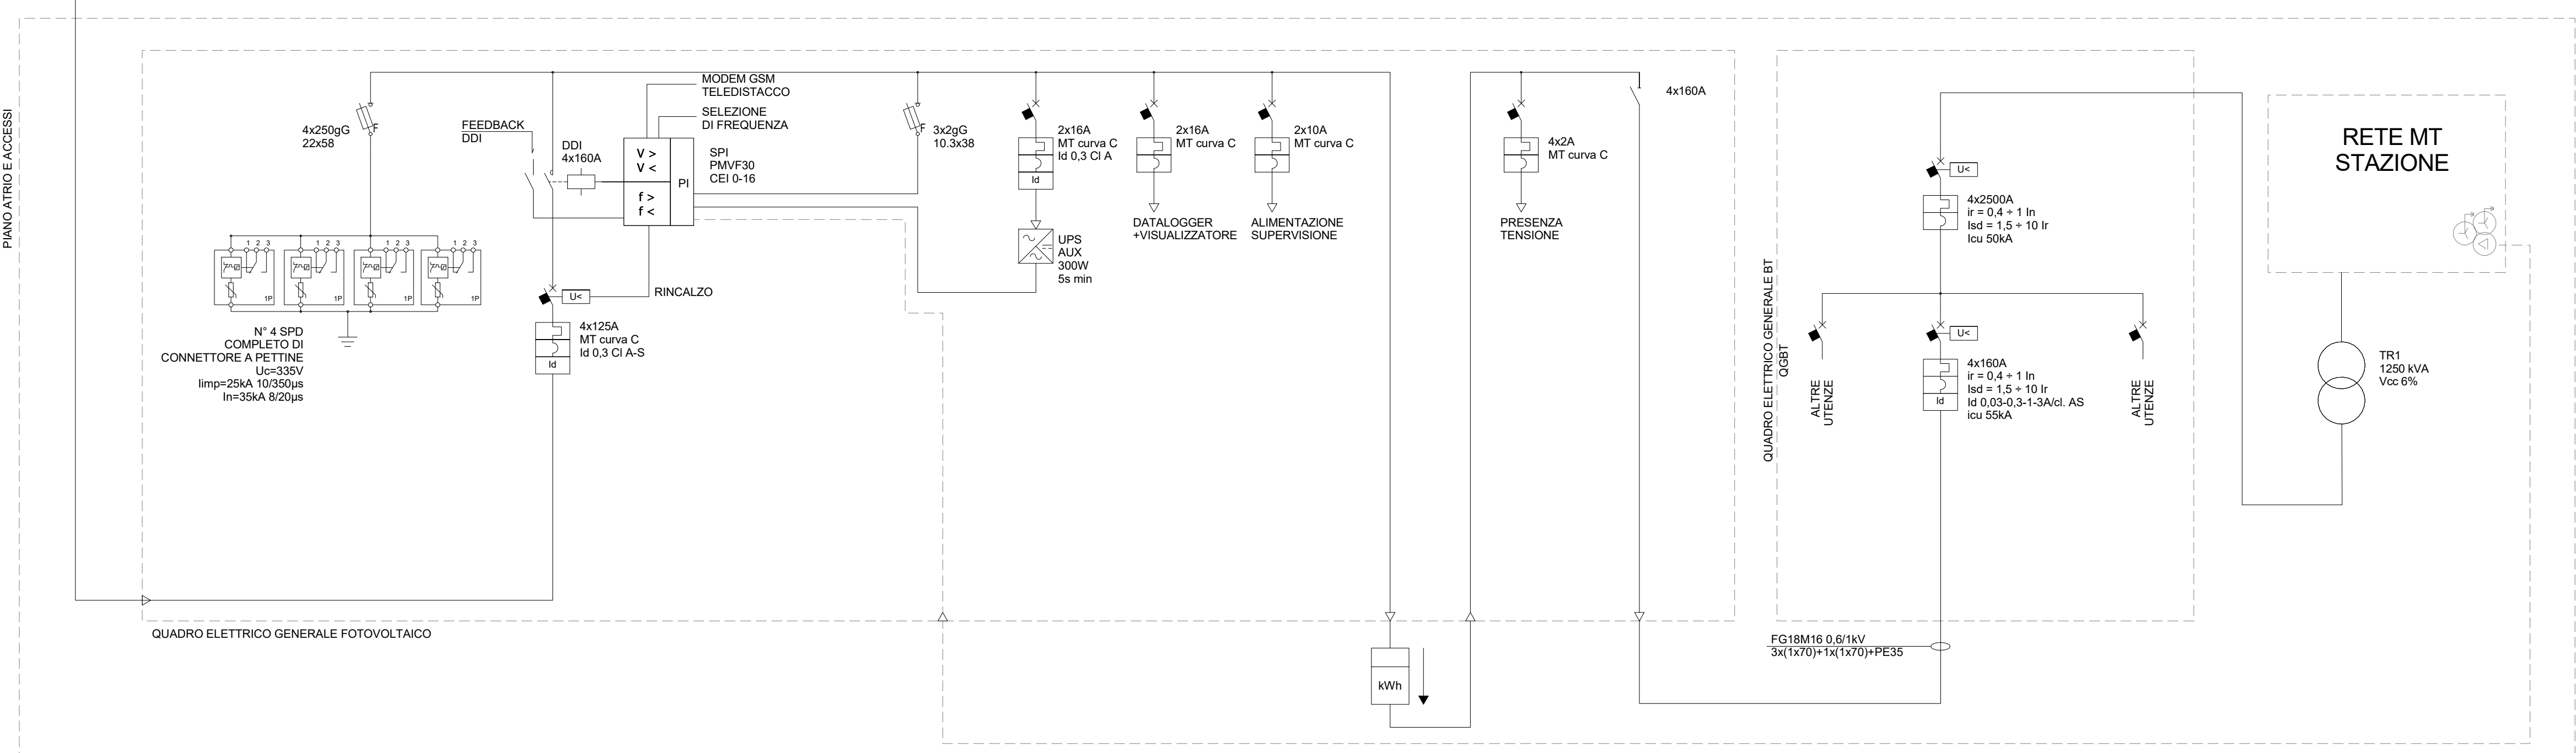 PIANO ATRIO E ACCESSI
4x250gG
22x58
F
FEEDBACK
DDI
DDI
4x160A
MODEM GSM
TELEDISTACCO
SELEZIONE
DI FREQUENZA
V >
V <
f >
f <
PI
SPI
PMVF30
CEI 0-16
F
3x2gG
10.3x38
2x16A
MT curva C
Id 0,3 Cl A
Id
UPS
AUX
300W
5s min
2x16A
MT curva C
DATALOGGER
+VISUALIZZATORE
2x10A
MT curva C
ALIMENTAZIONE
SUPERVISIONE
4x2A
MT curva C
PRESENZA
TENSIONE
4x160A
1 2 3
1P
1 2 3
1P
1 2 3
1P
1 2 3
1P
N° 4 SPD
COMPLETO DI
CONNETTORE A PETTINE
Uc=335V
Iimp=25kA 10/350µs
In=35kA 8/20µs
U<
RINCALZO
4x125A
MT curva C
Id 0,3 Cl A-S
Id
QUADRO ELETTRICO GENERALE FOTOVOLTAICO
kWh
QUADRO ELETTRICO GENERALE BT
QGBT
U<
4x2500A
ir = 0,4 ÷ 1 In
Isd = 1,5 ÷ 10 Ir
Icu 50kA
U<
4x160A
ir = 0,4 ÷ 1 In
Isd = 1,5 ÷ 10 Ir
Id 0,03-0,3-1-3A/cl. AS
icu 55kA
Id
ALTRE
UTENZE
ALTRE
UTENZE
FG18M16 0,6/1kV
3x(1x70)+1x(1x70)+PE35
RETE MT
STAZIONE
TR1
1250 kVA
Vcc 6%